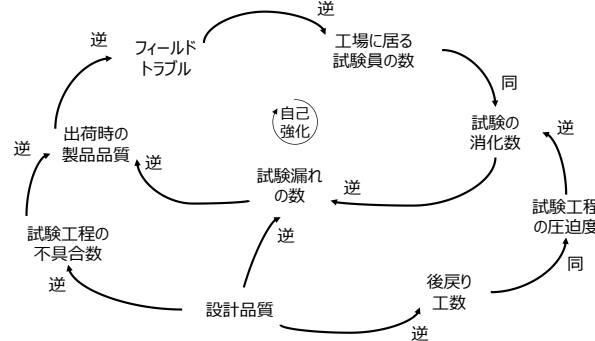 逆
逆
フィールド
トラブル
工場に居る
試験員の数
同
自己
強化
試験の
消化数
逆
出荷時の
製品品質
逆
逆
試験漏れ
の数
逆
試験工程
の圧迫度
試験工程の
不具合数
逆
逆
同
後戻り
工数
設計品質
逆